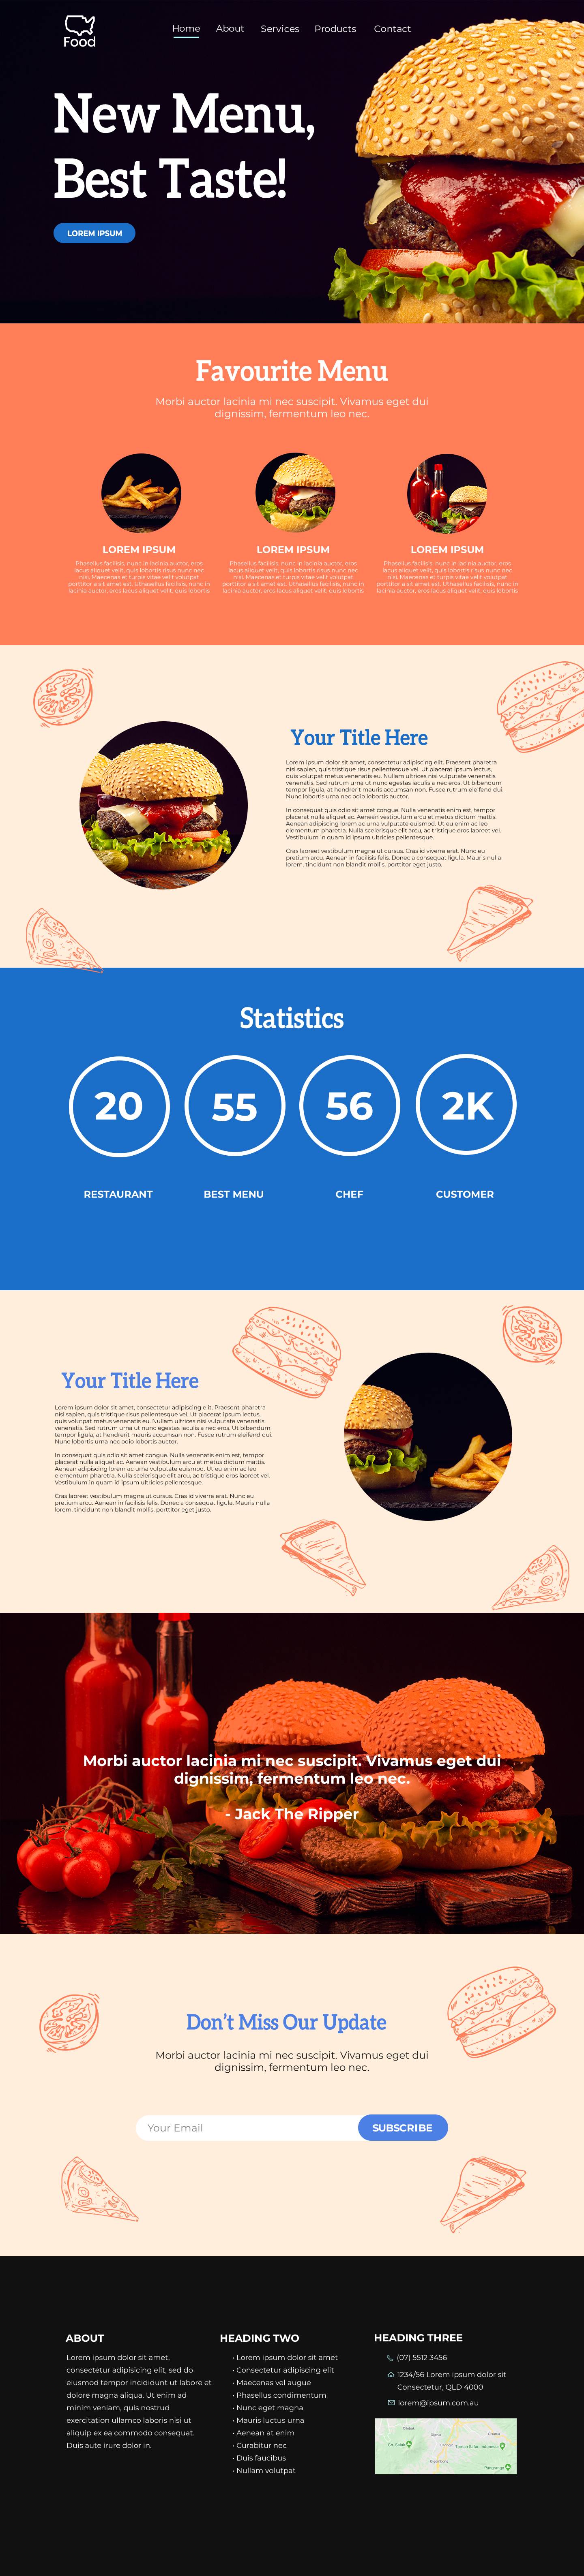 Food
Home About Services Products Contact
New Menu,
Best Taste!
LOREM IPSUM
Favourite Menu
Morbi auctor lacinia mi nec suscipit. Vivamus eget dui
dignissim, fermentum leo nec.
LOREM IPSUM
Phasellus facilisis, nunc in lacinia auctor, eros
lacus aliquet velit, quis lobortis risus nunc nec
nisi. Maecenas et turpis vitae velit volutpat
porttitor a sit amet est. Uthasellus facilisis, nunc in
lacinia auctor, eros lacus aliquet velit, quis lobortis
LOREM IPSUM
Phasellus facilisis, nunc in lacinia auctor, eros
lacus aliquet velit, quis lobortis risus nunc nec
nisi. Maecenas et turpis vitae velit volutpat
porttitor a sit amet est. Uthasellus facilisis, nunc in
lacinia auctor, eros lacus aliquet velit, quis lobortis
LOREM IPSUM
Phasellus facilisis, nunc in lacinia auctor, eros
lacus aliquet velit, quis lobortis risus nunc nec
nisi. Maecenas et turpis vitae velit volutpat
porttitor a sit amet est. Uthasellus facilisis, nunc in
lacinia auctor, eros lacus aliquet velit, quis lobortis
Your Title Here
Lorem ipsum dolor sit amet, consectetur adipiscing elit. Praesent pharetra
nisi sapien, quis tristique risus pellentesque vel. Ut placerat ipsum lectus,
quis volutpat metus venenatis eu. Nullam ultrices nisi vulputate venenatis
venenatis. Sed rutrum urna ut nunc egestas iaculis a nec eros. Ut bibendum
tempor ligula, at hendrerit mauris accumsan non. Fusce rutrum eleifend dui.
Nunc lobortis urna nec odio lobortis auctor.
In consequat quis odio sit amet congue. Nulla venenatis enim est, tempor
placerat nulla aliquet ac. Aenean vestibulum arcu et metus dictum mattis.
Aenean adipiscing lorem ac urna vulputate euismod. Ut eu enim ac leo
elementum pharetra. Nulla scelerisque elit arcu, ac tristique eros laoreet vel.
Vestibulum in quam id ipsum ultricies pellentesque.
Cras laoreet vestibulum magna ut cursus. Cras id viverra erat. Nunc eu
pretium arcu. Aenean in facilisis felis. Donec a consequat ligula. Mauris nulla
lorem, tincidunt non blandit mollis, porttitor eget justo.
Statistics
20 55 56 2K
RESTAURANT BEST MENU CHEF CUSTOMER
Your Title Here
Lorem ipsum dolor sit amet, consectetur adipiscing elit. Praesent pharetra
nisi sapien, quis tristique risus pellentesque vel. Ut placerat ipsum lectus,
quis volutpat metus venenatis eu. Nullam ultrices nisi vulputate venenatis
venenatis. Sed rutrum urna ut nunc egestas iaculis a nec eros. Ut bibendum
tempor ligula, at hendrerit mauris accumsan non. Fusce rutrum eleifend dui.
Nunc lobortis urna nec odio lobortis auctor.
In consequat quis odio sit amet congue. Nulla venenatis enim est, tempor
placerat nulla aliquet ac. Aenean vestibulum arcu et metus dictum mattis.
Aenean adipiscing lorem ac urna vulputate euismod. Ut eu enim ac leo
elementum pharetra. Nulla scelerisque elit arcu, ac tristique eros laoreet vel.
Vestibulum in quam id ipsum ultricies pellentesque.
Cras laoreet vestibulum magna ut cursus. Cras id viverra erat. Nunc eu
pretium arcu. Aenean in facilisis felis. Donec a consequat ligula. Mauris nulla
lorem, tincidunt non blandit mollis, porttitor eget justo.
Morbi auctor lacinia mi nec suscipit. Vivamus eget dui
dignissim, fermentum leo nec.
- Jack The Ripper
Don't Miss Our Update
Morbi auctor lacinia mi nec suscipit. Vivamus eget dui
dignissim, fermentum leo nec.
Your Email
SUBSCRIBE
ABOUT
Lorem ipsum dolor sit amet,
consectetur adipisicing elit, sed do
eiusmod tempor incididunt ut labore et
dolore magna aliqua. Ut enim ad
minim veniam, quis nostrud
exercitation ullamco laboris nisi ut
aliquip ex ea commodo consequat.
Duis aute irure dolor in.
HEADING TWO
• Lorem ipsum dolor sit amet
• Consectetur adipiscing elit
• Maecenas vel augue
• Phasellus condimentum
• Nunc eget magna
• Mauris luctus urna
• Aenean at enim
• Curabitur nec
• Duis faucibus
• Nullam volutpat
HEADING THREE
(07) 5512 3456
1234/56 Lorem ipsum dolor sit
Consectetur, QLD 4000
lorem@ipsum.com.au